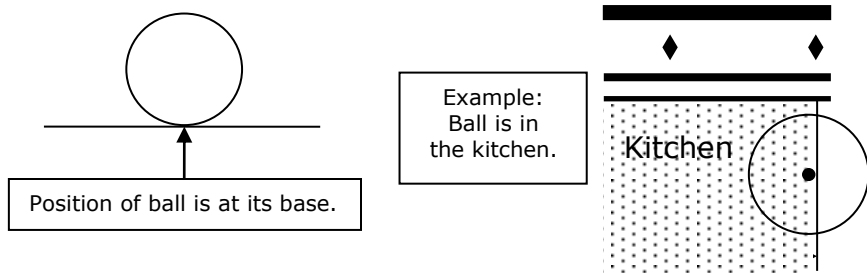 Position of ball is at its base.
Example:
Ball is in
the kitchen.
Kitchen